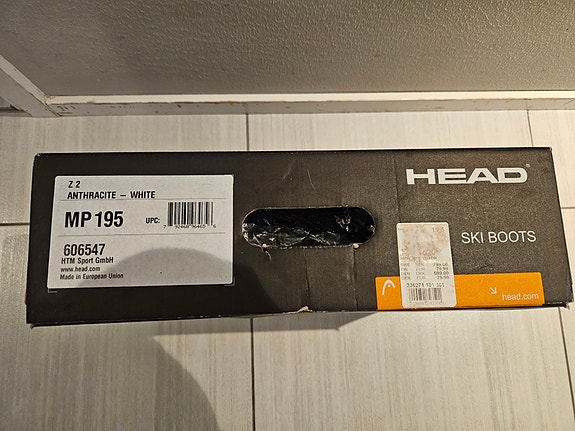 Z 2
ANTHRACITE – WHITE
MP 195
UPC:
606547
HTM Sport GmbH
www.head.com
Made in European Union
HEAD
SKI BOOTS
head.com